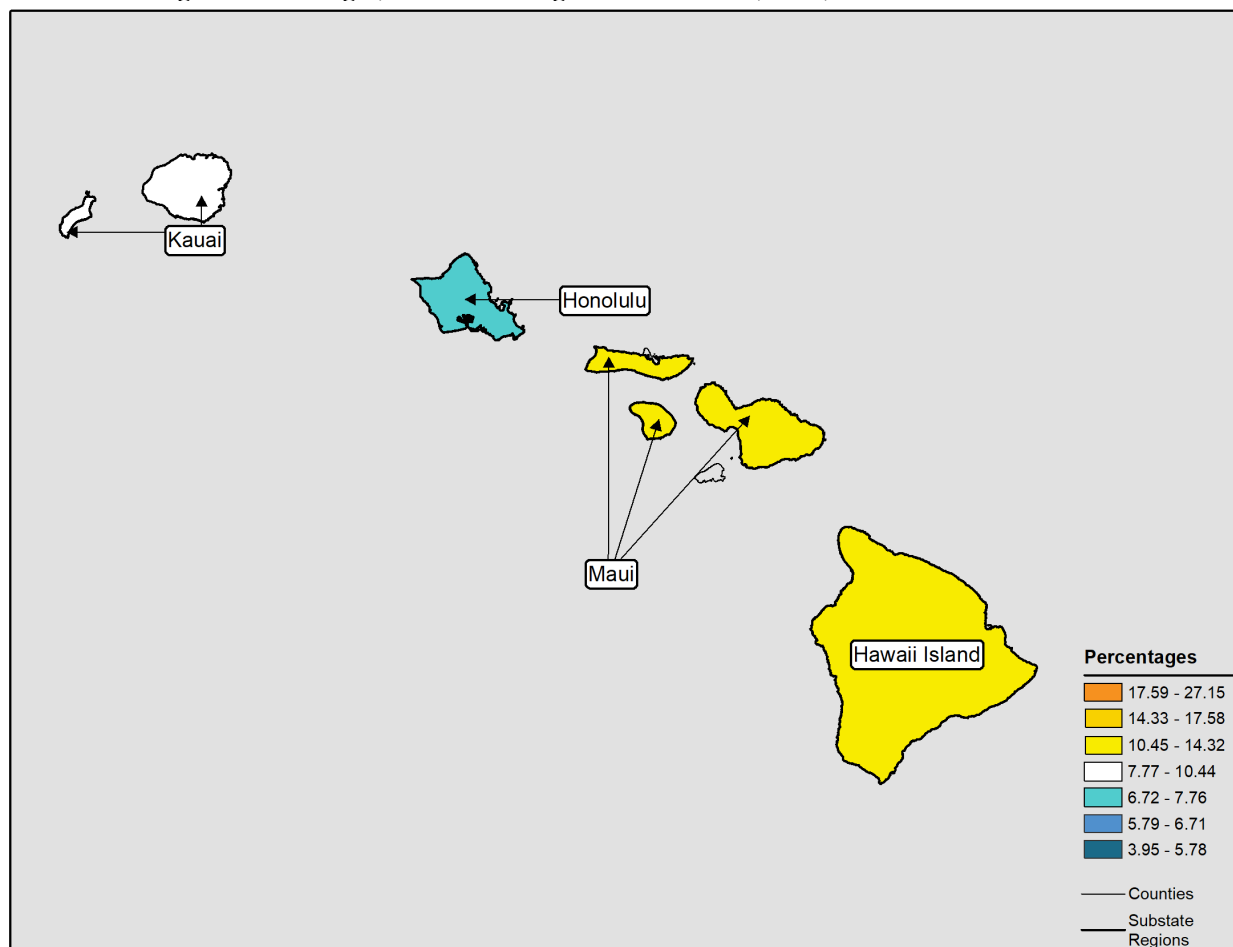 Kauai
Honolulu
Maui
Hawaii Island
Percentages
17.59 - 27.15
14.33 - 17.58
10.45 - 14.32
7.77 - 10.44
6.72 - 7.76
5.79 - 6.71
3.95 - 5.78
Counties
Substate
Regions